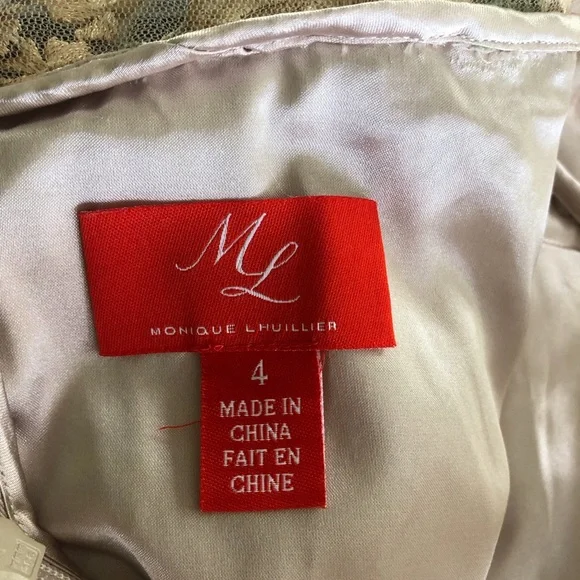 ML
MONIQUE LHUILLIER
4
MADE IN
CHINA
FAIT EN
CHINE